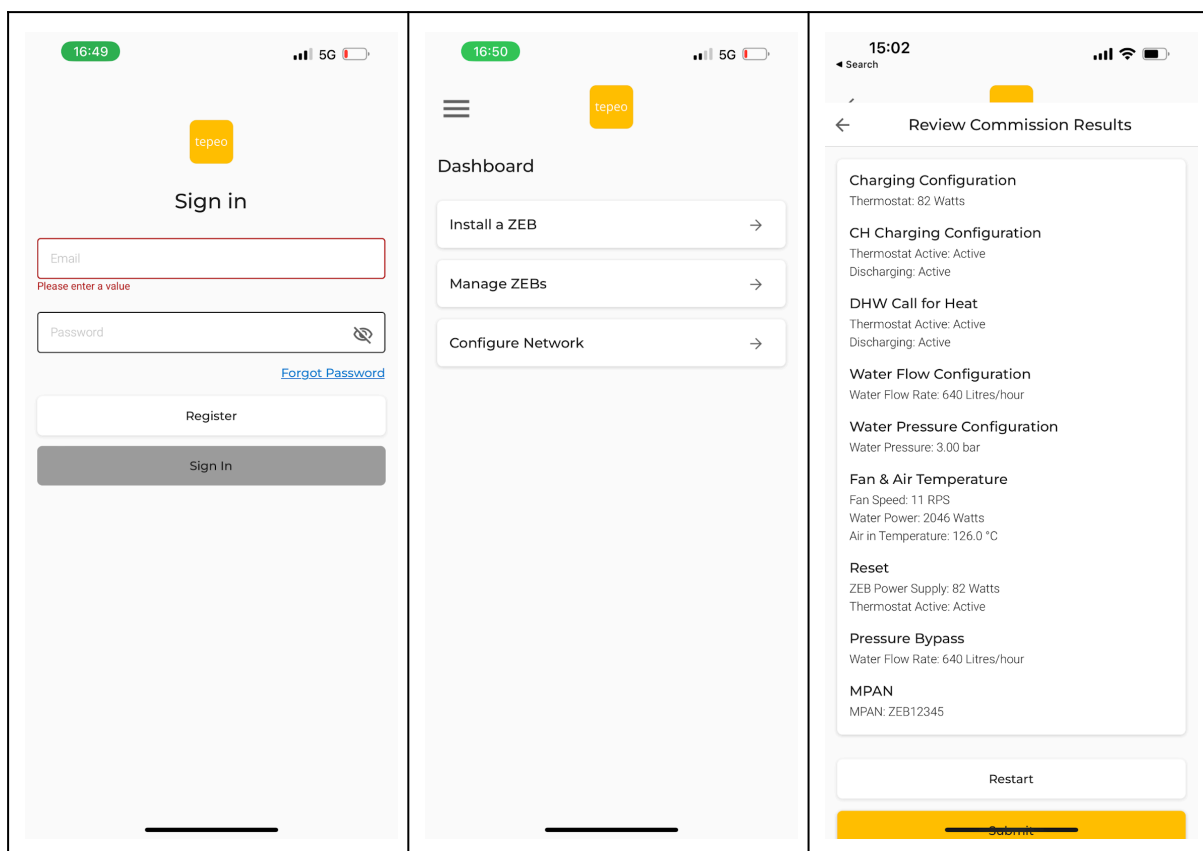 16:49
5G
tepeo
Sign in
Email
Please enter a value
Password
Forgot Password
Register
Sign In
16:50
5G
tepeo
Dashboard
Install a ZEB
Manage ZEBs
Configure Network
15:02
Search
Review Commission Results
Charging Configuration
Thermostat: 82 Watts
CH Charging Configuration
Thermostat Active: Active
Discharging: Active
DHW Call for Heat
Thermostat Active: Active
Discharging: Active
Water Flow Configuration
Water Flow Rate: 640 Litres/hour
Water Pressure Configuration
Water Pressure: 3.00 bar
Fan & Air Temperature
Fan Speed: 11 RPS
Water Power: 2046 Watts
Air in Temperature: 126.0 °C
Reset
ZEB Power Supply: 82 Watts
Thermostat Active: Active
Pressure Bypass
Water Flow Rate: 640 Litres/hour
MPAN
MPAN: ZEB12345
Restart
Submit